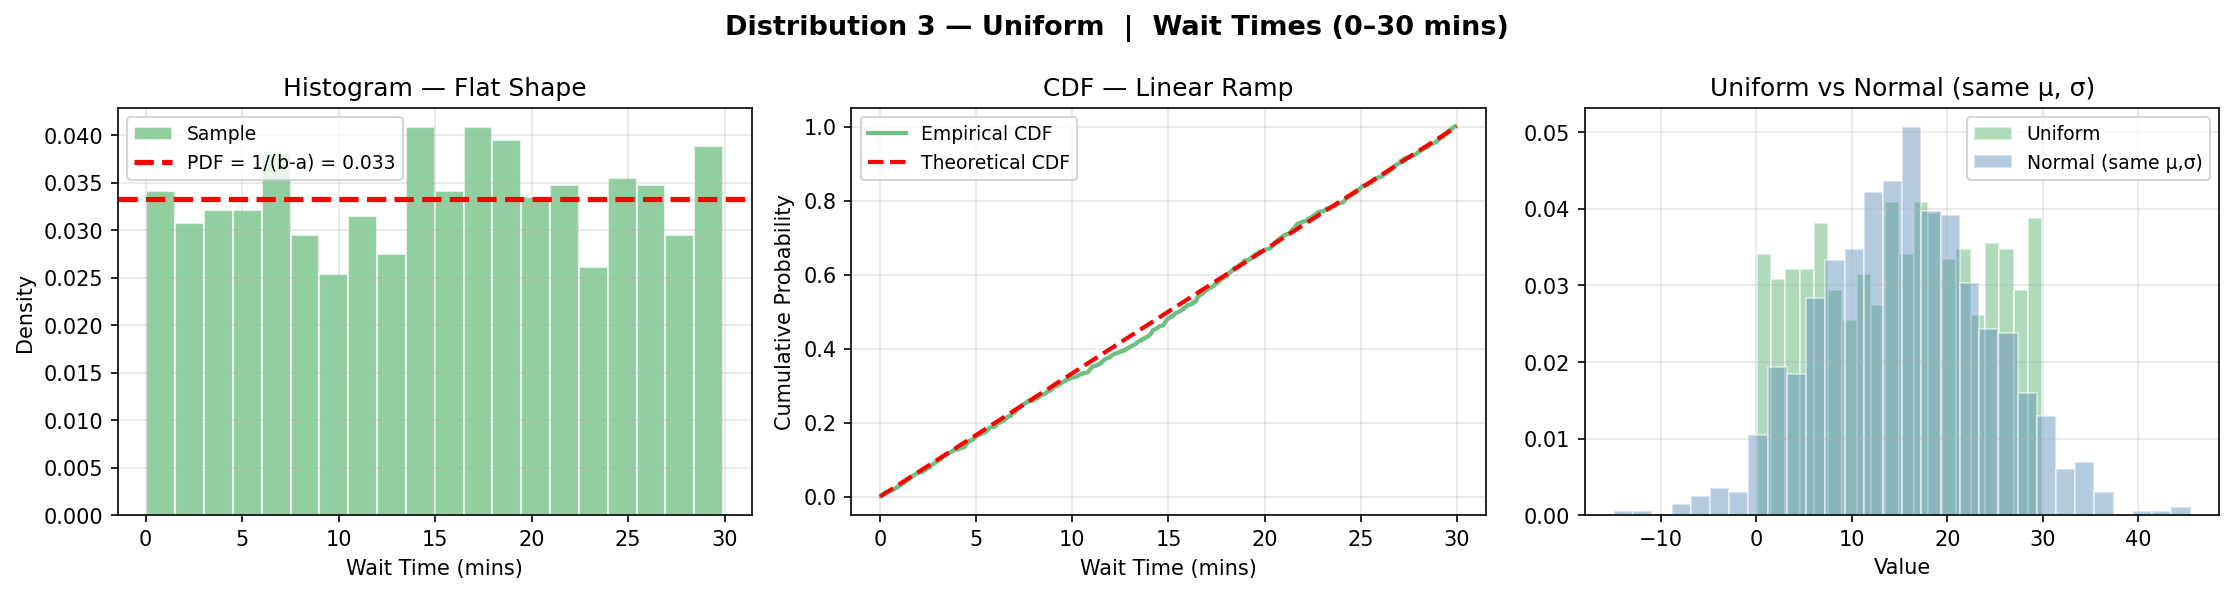 Distribution 3 — Uniform  |  Wait Times (0–30 mins)
Histogram — Flat Shape
Sample
PDF = 1/(b-a) = 0.033
0.040
0.035
0.030
0.025
0.020
0.015
0.010
0.005
0.000
Density
0 5 10 15 20 25 30
Wait Time (mins)
CDF — Linear Ramp
Empirical CDF
Theoretical CDF
1.0
0.8
0.6
0.4
0.2
0.0
Cumulative Probability
0 5 10 15 20 25 30
Wait Time (mins)
Uniform vs Normal (same μ, σ)
Uniform
Normal (same μ,σ)
0.05
0.04
0.03
0.02
0.01
0.00
−10 0 10 20 30 40
Value